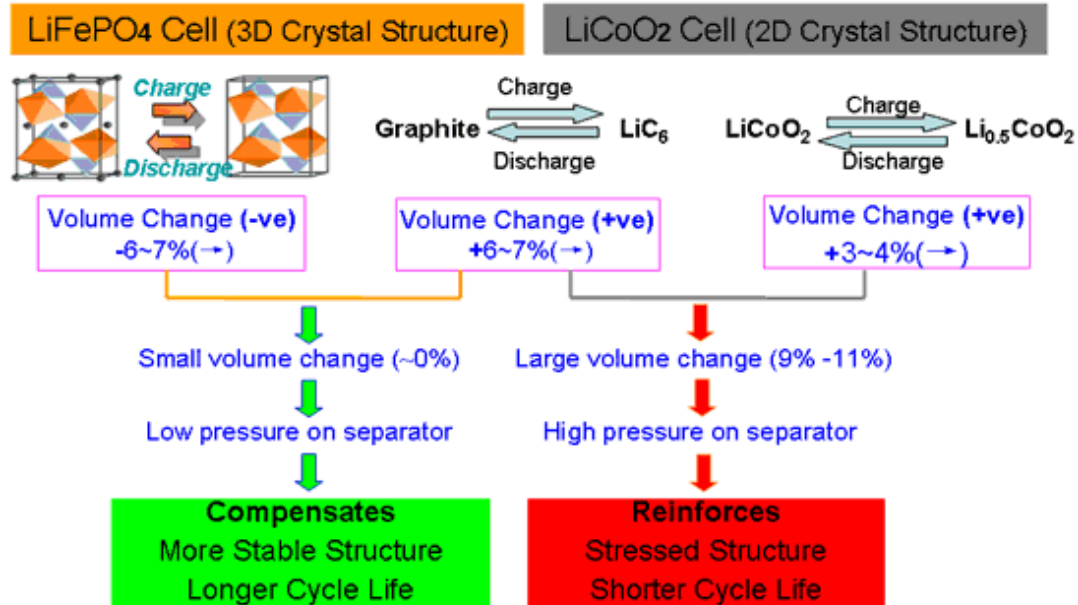 LiFePO4 Cell (3D Crystal Structure)
LiCoO2 Cell (2D Crystal Structure)
Charge
Discharge
Graphite
Charge
Discharge
LiC6
LiCoO2
Charge
Discharge
Li0.5CoO2
Volume Change (-ve)
-6~7%(→)
Volume Change (+ve)
+6~7%(→)
Volume Change (+ve)
+3~4%(→)
Small volume change (~0%)
Large volume change (9% -11%)
Low pressure on separator
High pressure on separator
Compensates
More Stable Structure
Longer Cycle Life
Reinforces
Stressed Structure
Shorter Cycle Life